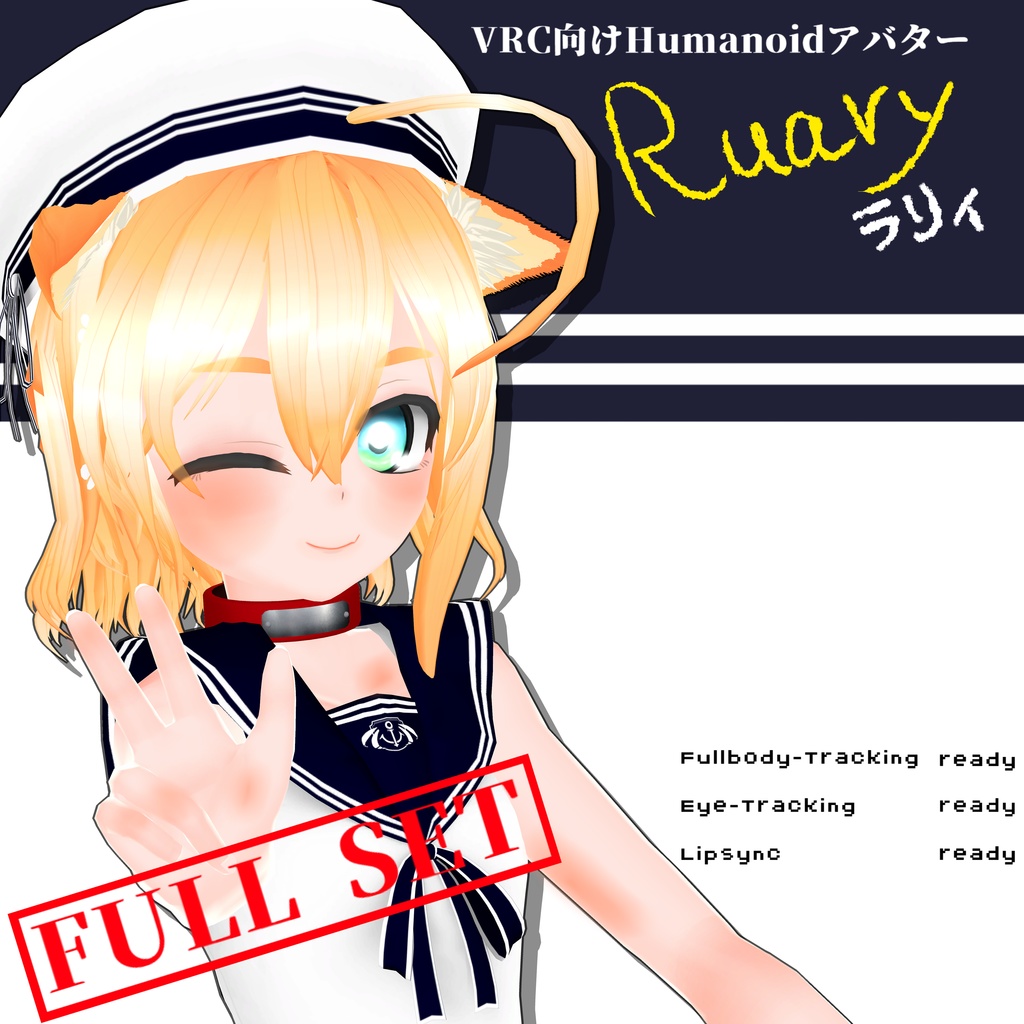 VRC向けHumanoidアバター
Ruary
ラリィ
Fullbody-Tracking ready
Eye-Tracking ready
LipSync ready
FULL SET